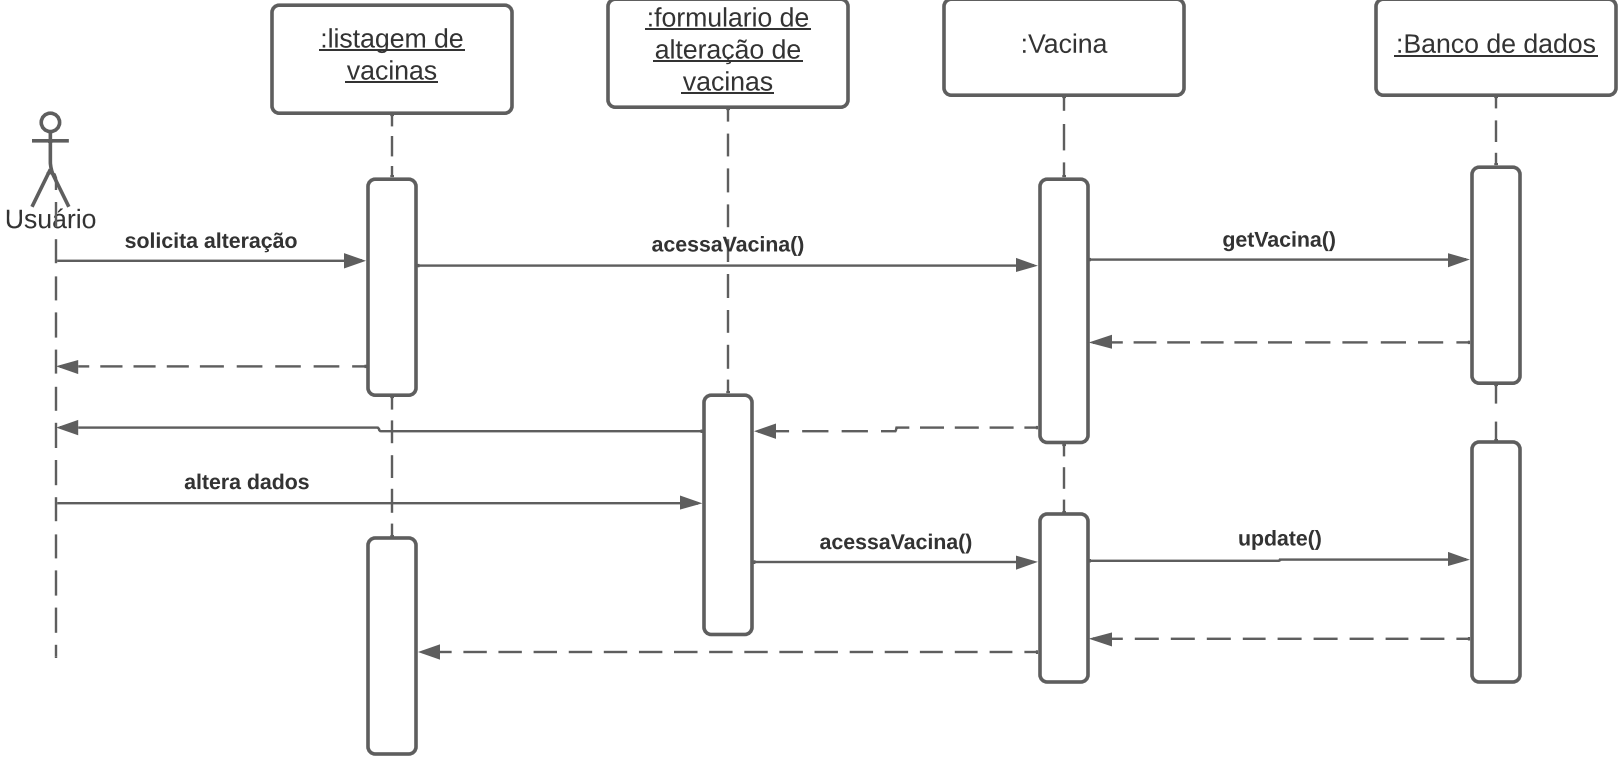 :listagem de
vacinas
:formulario de
alteração de
vacinas
:Vacina
:Banco de dados
Usuário
solicita alteração
acessaVacina()
getVacina()
altera dados
acessaVacina()
update()